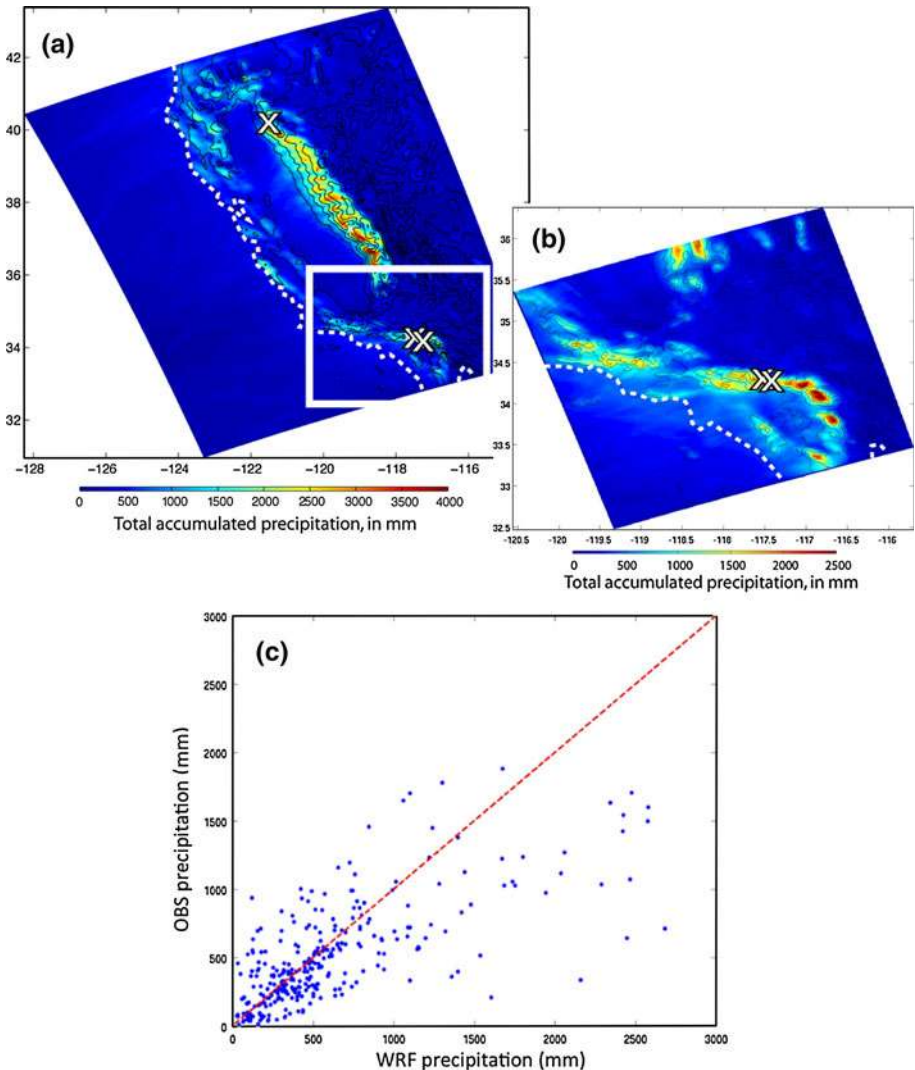 (a)
42
40
38
36
34
32
-128 -126 -124 -122 -120 -118 -116
0 500 1000 1500 2000 2500 3000 3500 4000
Total accumulated precipitation, in mm
(b)
36
35.5
35
34.5
34
33.5
33
32.5
-120.5 -120 -119.5 -119 -118.5 -118 -117.5 -117 -116.5 -116
0 500 1000 1500 2000 2500
Total accumulated precipitation, in mm
(c)
3000
2500
2000
1500
1000
500
0
0 500 1000 1500 2000 2500 3000
OBS precipitation (mm)
WRF precipitation (mm)